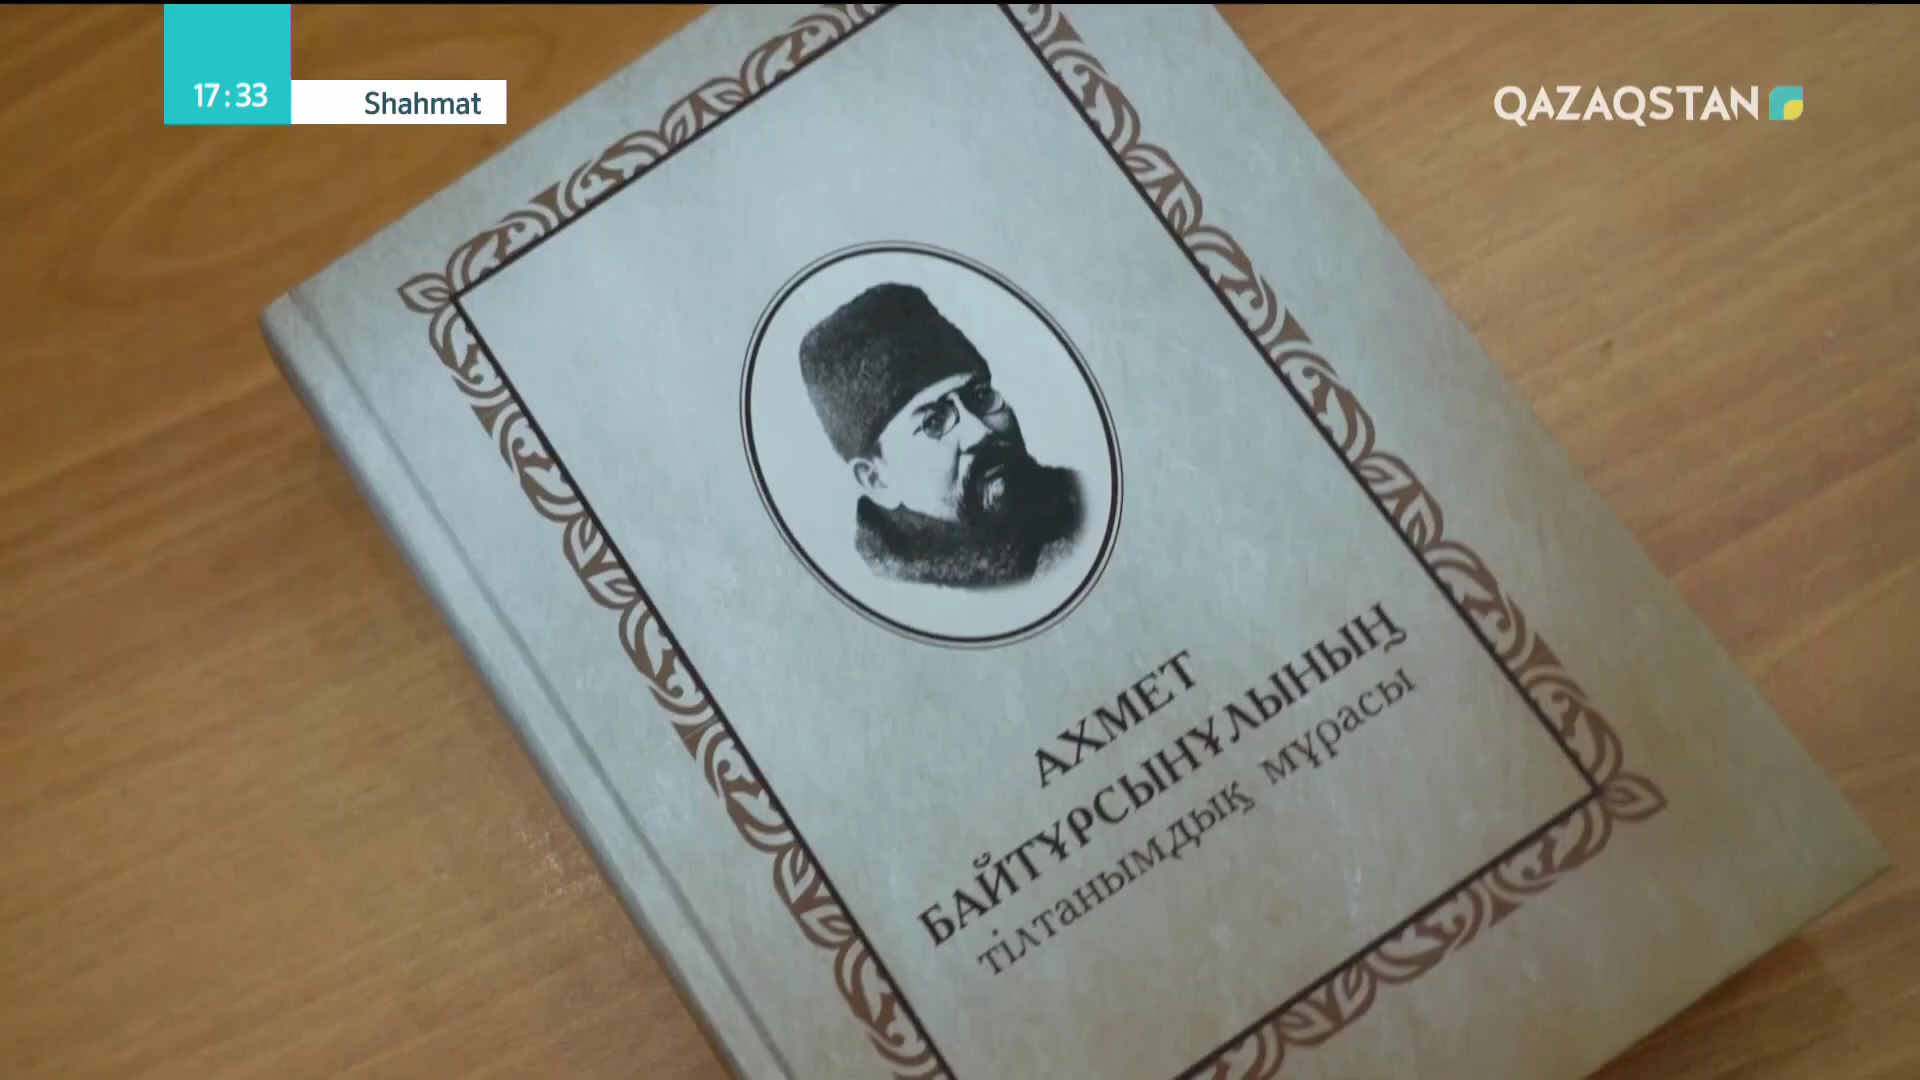 17:33
Shahmat
QAZAQSTAN
АХМЕТ
БАЙТҰРСЫНҰЛЫНЫҢ
тілтанымдық мұрасы